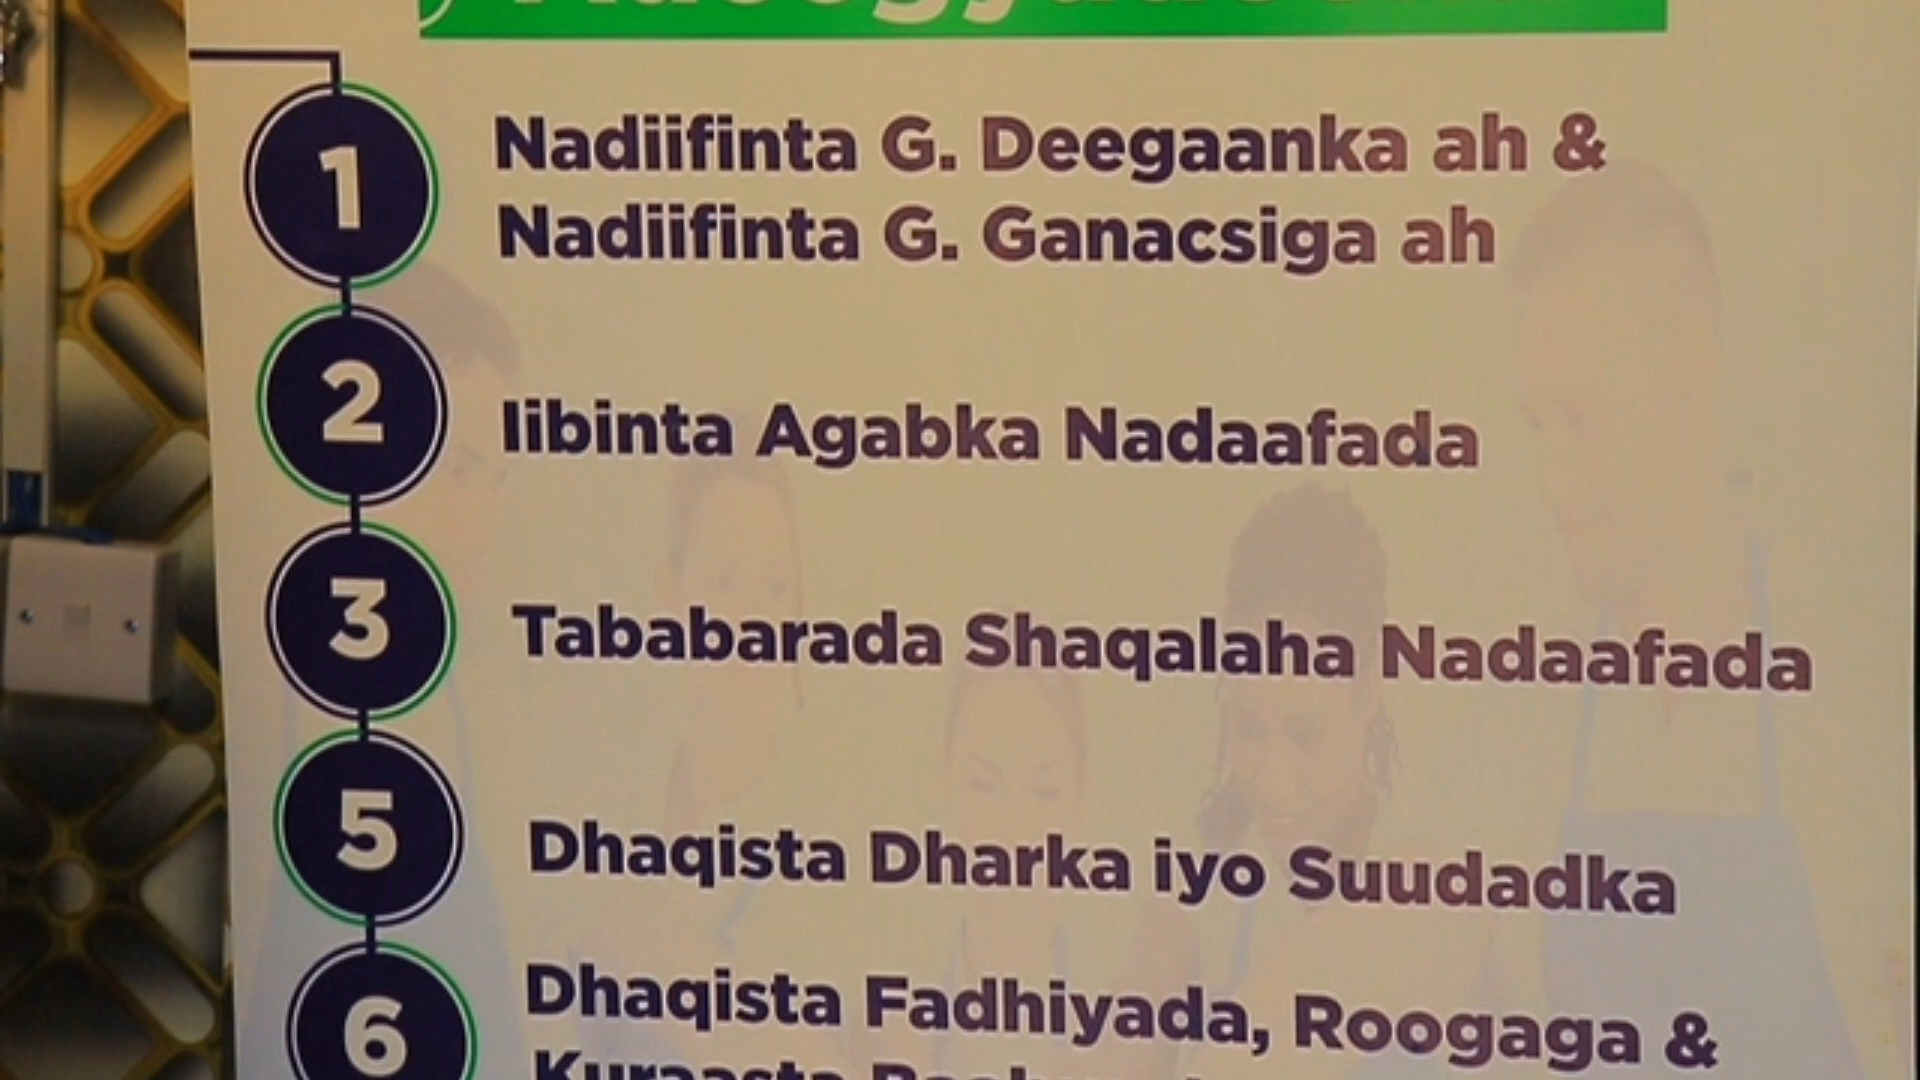 1
Nadiifinta G. Deegaanka ah &
Nadiifinta G. Ganacsiga ah
2
Iibinta Agabka Nadaafada
3
Tababarada Shaqalaha Nadaafada
5
Dhaqista Dharka iyo Suudadka
6
Dhaqista Fadhiyada, Roogaga &
Kuraasta